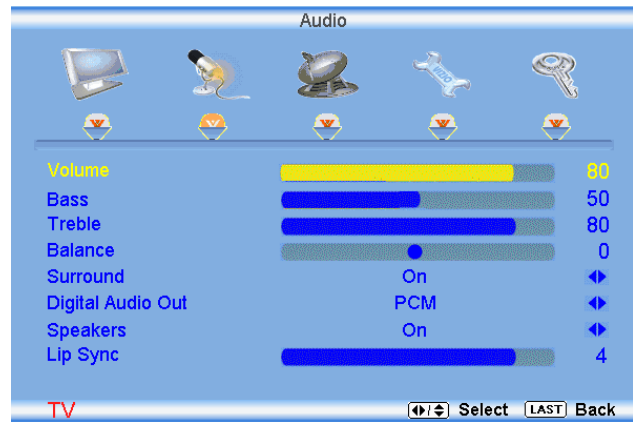 Audio
Volume 80
Bass 50
Treble 80
Balance 0
Surround On
Digital Audio Out PCM
Speakers On
Lip Sync 4
TV Select LAST Back